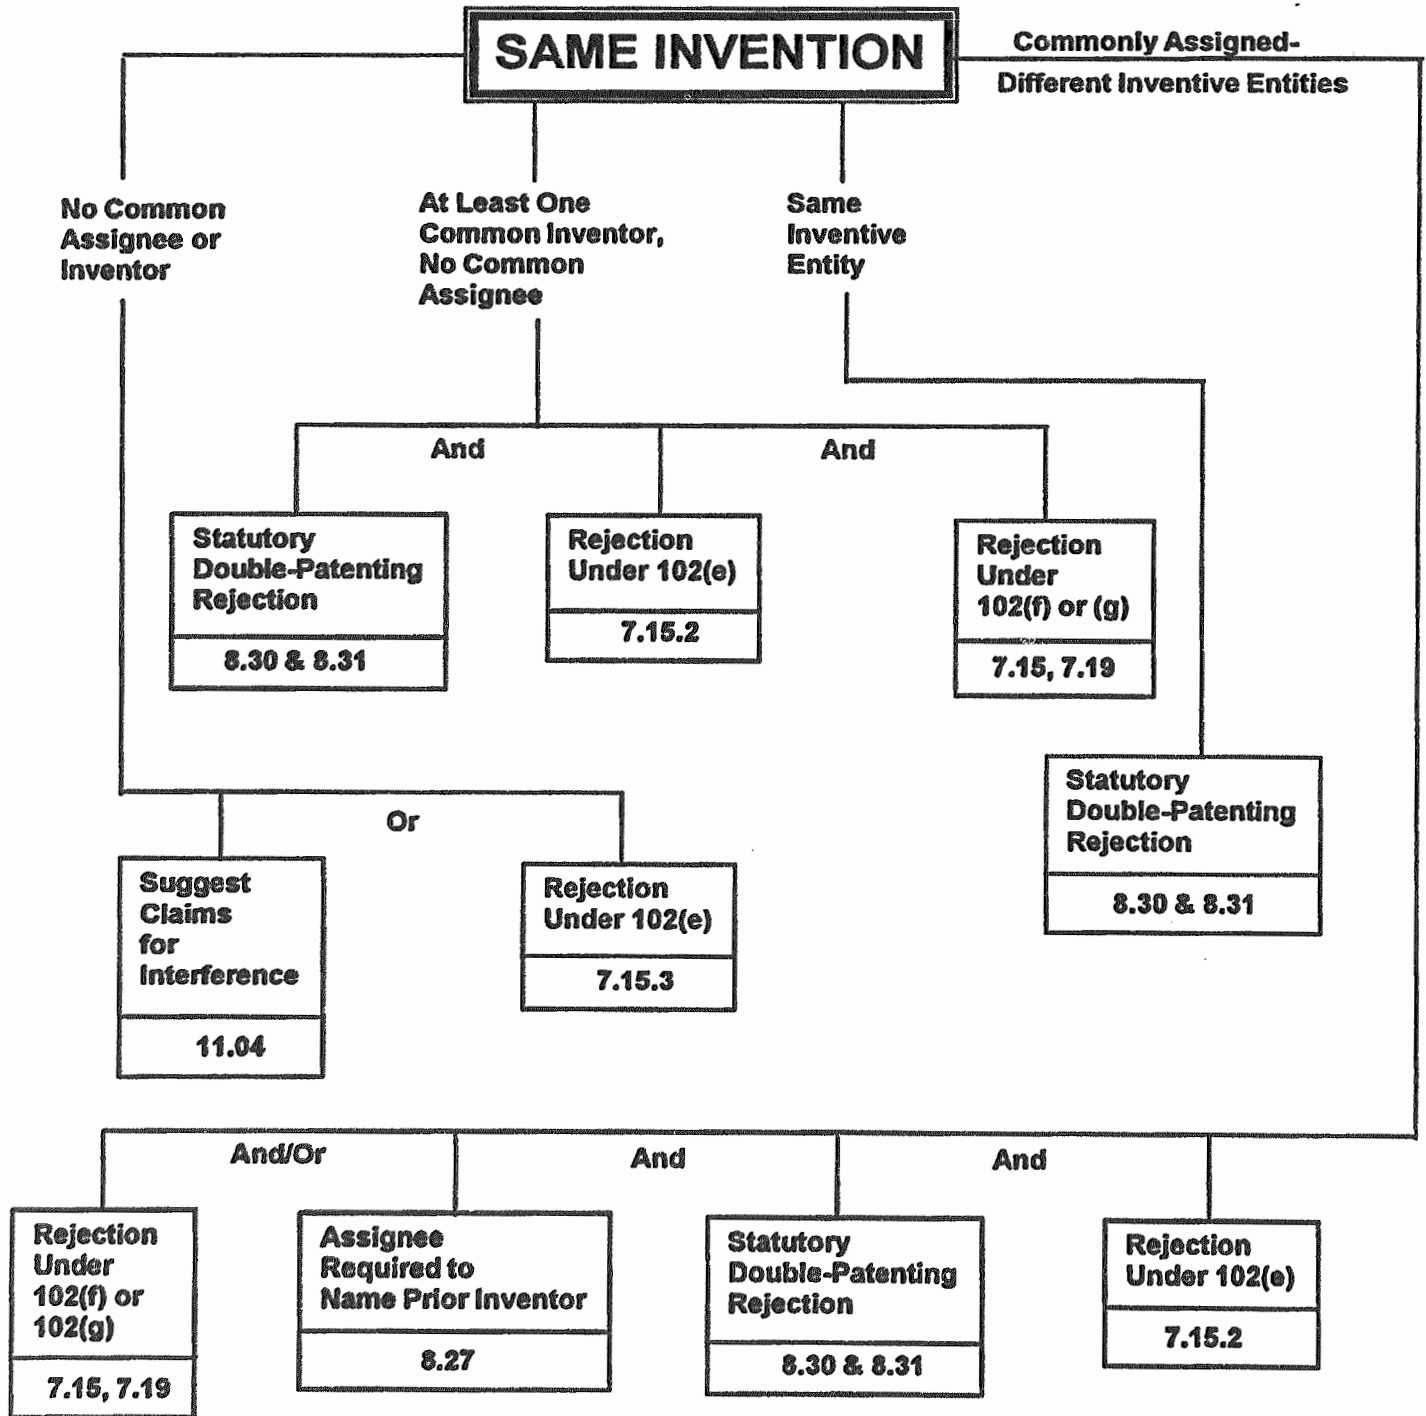 SAME INVENTION
Commonly Assigned-
Different Inventive Entities
No Common
Assignee or
Inventor
At Least One
Common Inventor,
No Common
Assignee
Same
Inventive
Entity
And
And
Statutory
Double-Patenting
Rejection
8.30 & 8.31
Rejection
Under 102(e)
7.15.2
Rejection
Under
102(f) or (g)
7.15, 7.19
Statutory
Double-Patenting
Rejection
8.30 & 8.31
Or
Suggest
Claims
for
Interference
11.04
Rejection
Under 102(e)
7.15.3
And/Or
And
And
Rejection
Under
102(f) or
102(g)
7.15, 7.19
Assignee
Required to
Name Prior Inventor
8.27
Statutory
Double-Patenting
Rejection
8.30 & 8.31
Rejection
Under 102(e)
7.15.2